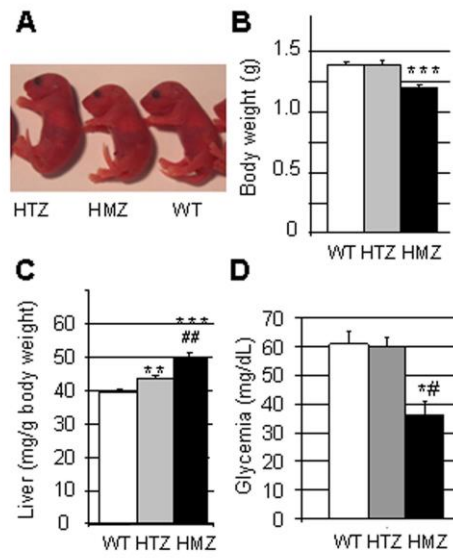 A
HTZ HMZ WT
B
Body weight (g)
1.5
1.0
0.5
0
***
WT HTZ HMZ
C
Liver (mg/g body weight)
60
50
40
30
20
10
0
**
***
##
WT HTZ HMZ
D
Glycemia (mg/dL)
70
60
50
40
30
20
10
0
*#
WT HTZ HMZ